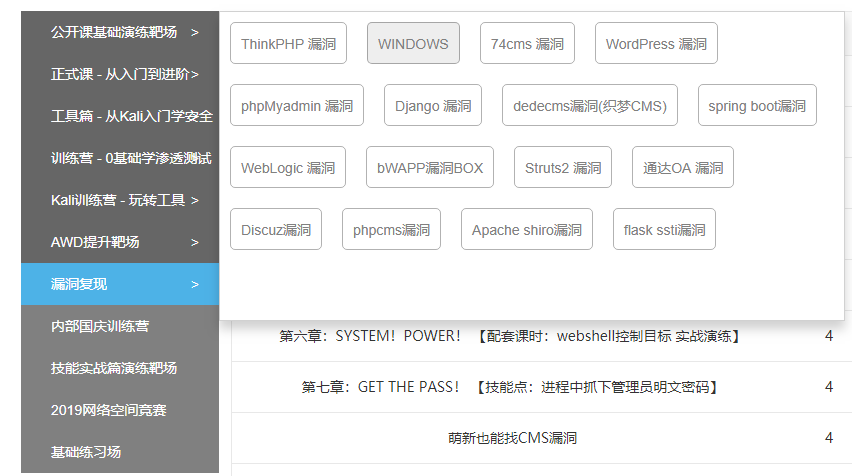 公开课基础演练靶场 >
正式课 - 从入门到进阶>
工具篇 - 从Kali入门学安全
训练营 - 0基础学渗透测试
Kali训练营 - 玩转工具 >
AWD提升靶场 >
漏洞复现 >
内部国庆训练营
技能实战篇演练靶场
2019网络空间竞赛
基础练习场
ThinkPHP 漏洞 WINDOWS 74cms 漏洞 WordPress 漏洞
phpMyadmin 漏洞 Django 漏洞 dedecms漏洞(织梦CMS) spring boot漏洞
WebLogic 漏洞 bWAPP漏洞BOX Struts2 漏洞 通达OA 漏洞
Discuz漏洞 phpcms漏洞 Apache shiro漏洞 flask ssti漏洞
第六章：SYSTEM！POWER！ 【配套课时：webshell控制目标 实战演练】 4
第七章：GET THE PASS！ 【技能点：进程中抓下管理员明文密码】 4
萌新也能找CMS漏洞 4